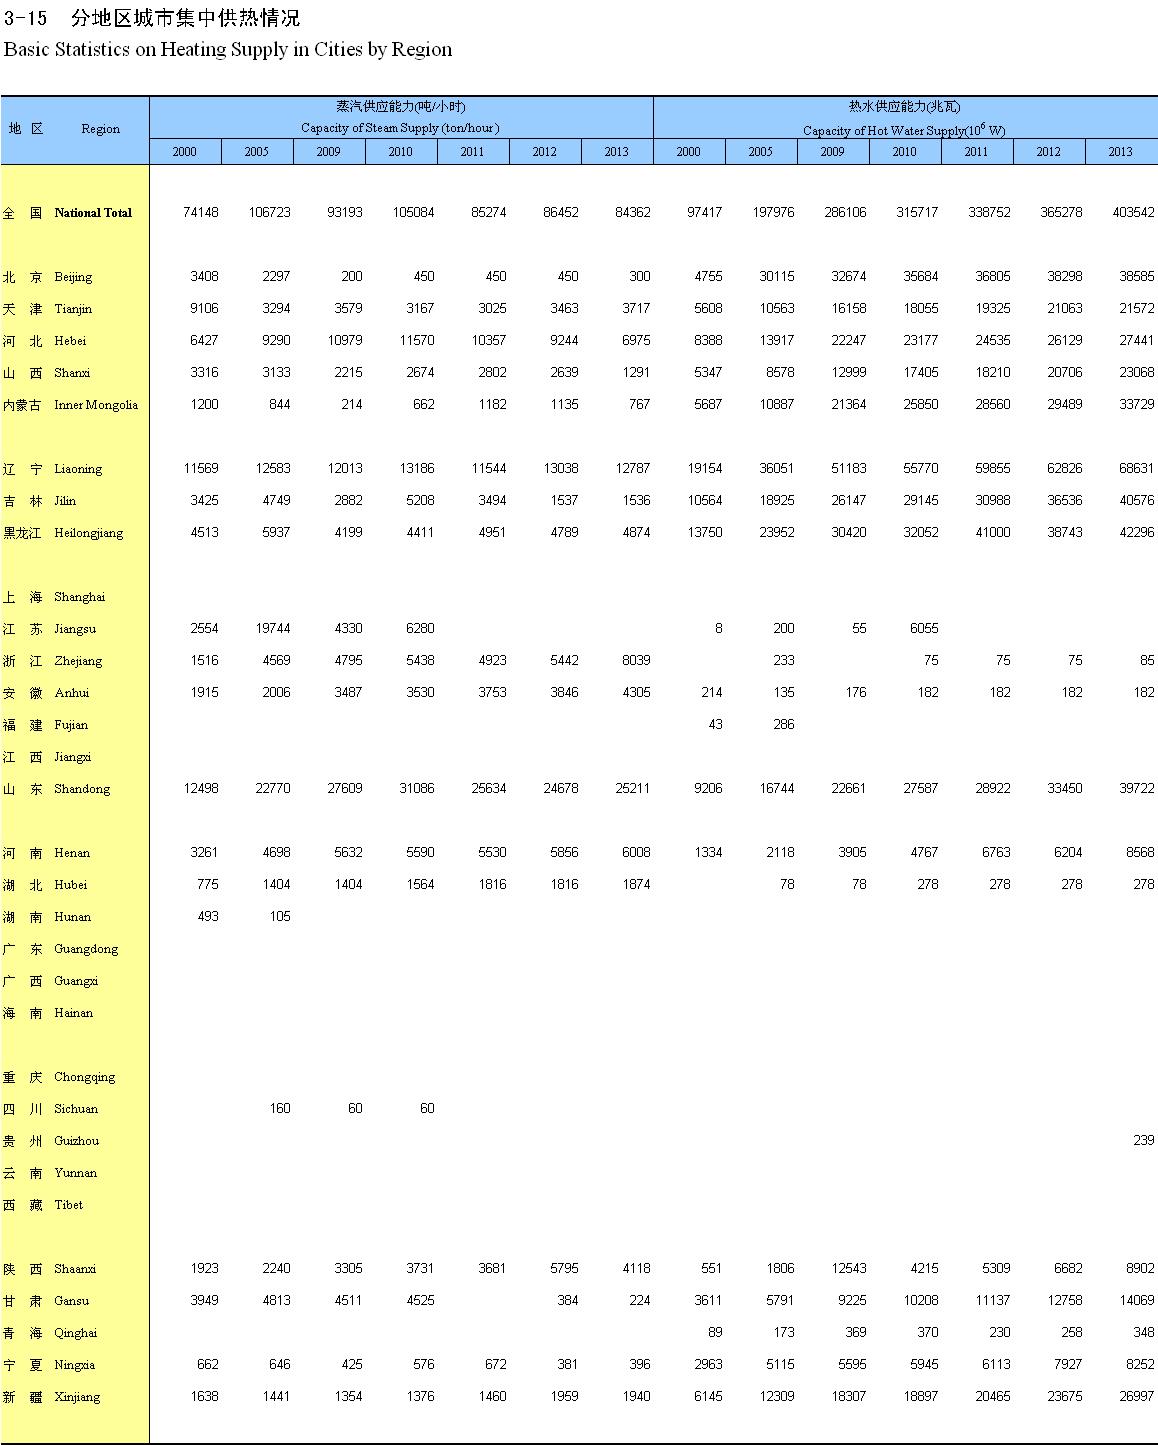 3-15 分地区城市集中供热情况
Basic Statistics on Heating Supply in Cities by Region
地 区 Region 蒸汽供应能力(吨/小时) 热水供应能力(兆瓦)
Capacity of Steam Supply (ton/hour) Capacity of Hot Water Supply(10⁶ W)
2000 2005 2009 2010 2011 2012 2013 2000 2005 2009 2010 2011 2012 2013
全 国 National Total 74148 106723 93193 105084 85274 86452 84362 97417 197976 286106 315717 338752 365278 403542
北 京 Beijing 3408 2297 200 450 450 450 300 4755 30115 32674 35684 36805 38298 38585
天 津 Tianjin 9106 3294 3579 3167 3025 3463 3717 5608 10563 16158 18055 19325 21063 21572
河 北 Hebei 6427 9290 10979 11570 10357 9244 6975 8388 13917 22247 23177 24535 26129 27441
山 西 Shanxi 3316 3133 2215 2674 2802 2639 1291 5347 8578 12999 17405 18210 20706 23068
内蒙古 Inner Mongolia 1200 844 214 662 1182 1135 767 5687 10887 21364 25850 28560 29489 33729
辽 宁 Liaoning 11569 12583 12013 13186 11544 13038 12787 19154 36051 51183 55770 59855 62826 68631
吉 林 Jilin 3425 4749 2882 5208 3494 1537 1536 10564 18925 26147 29145 30988 36536 40576
黑龙江 Heilongjiang 4513 5937 4199 4411 4951 4789 4874 13750 23952 30420 32052 41000 38743 42296
上 海 Shanghai
江 苏 Jiangsu 2554 19744 4330 6280 8 200 55 6055
浙 江 Zhejiang 1516 4569 4795 5438 4923 5442 8039 233 75 75 75 85
安 徽 Anhui 1915 2006 3487 3530 3753 3846 4305 214 135 176 182 182 182 182
福 建 Fujian 43 286
江 西 Jiangxi
山 东 Shandong 12498 22770 27609 31086 25634 24678 25211 9206 16744 22661 27587 28922 33450 39722
河 南 Henan 3261 4698 5632 5590 5530 5856 6008 1334 2118 3905 4767 6763 6204 8568
湖 北 Hubei 775 1404 1404 1564 1816 1816 1874 78 78 278 278 278 278
湖 南 Hunan 493 105
广 东 Guangdong
广 西 Guangxi
海 南 Hainan
重 庆 Chongqing
四 川 Sichuan 160 60 60
贵 州 Guizhou 239
云 南 Yunnan
西 藏 Tibet
陕 西 Shaanxi 1923 2240 3305 3731 3681 5795 4118 551 1806 12543 4215 5309 6682 8902
甘 肃 Gansu 3949 4813 4511 4525 384 224 3611 5791 9225 10208 11137 12758 14069
青 海 Qinghai 89 173 369 370 230 258 348
宁 夏 Ningxia 662 646 425 576 672 381 396 2963 5115 5595 5945 6113 7927 8252
新 疆 Xinjiang 1638 1441 1354 1376 1460 1959 1940 6145 12309 18307 18897 20465 23675 26997